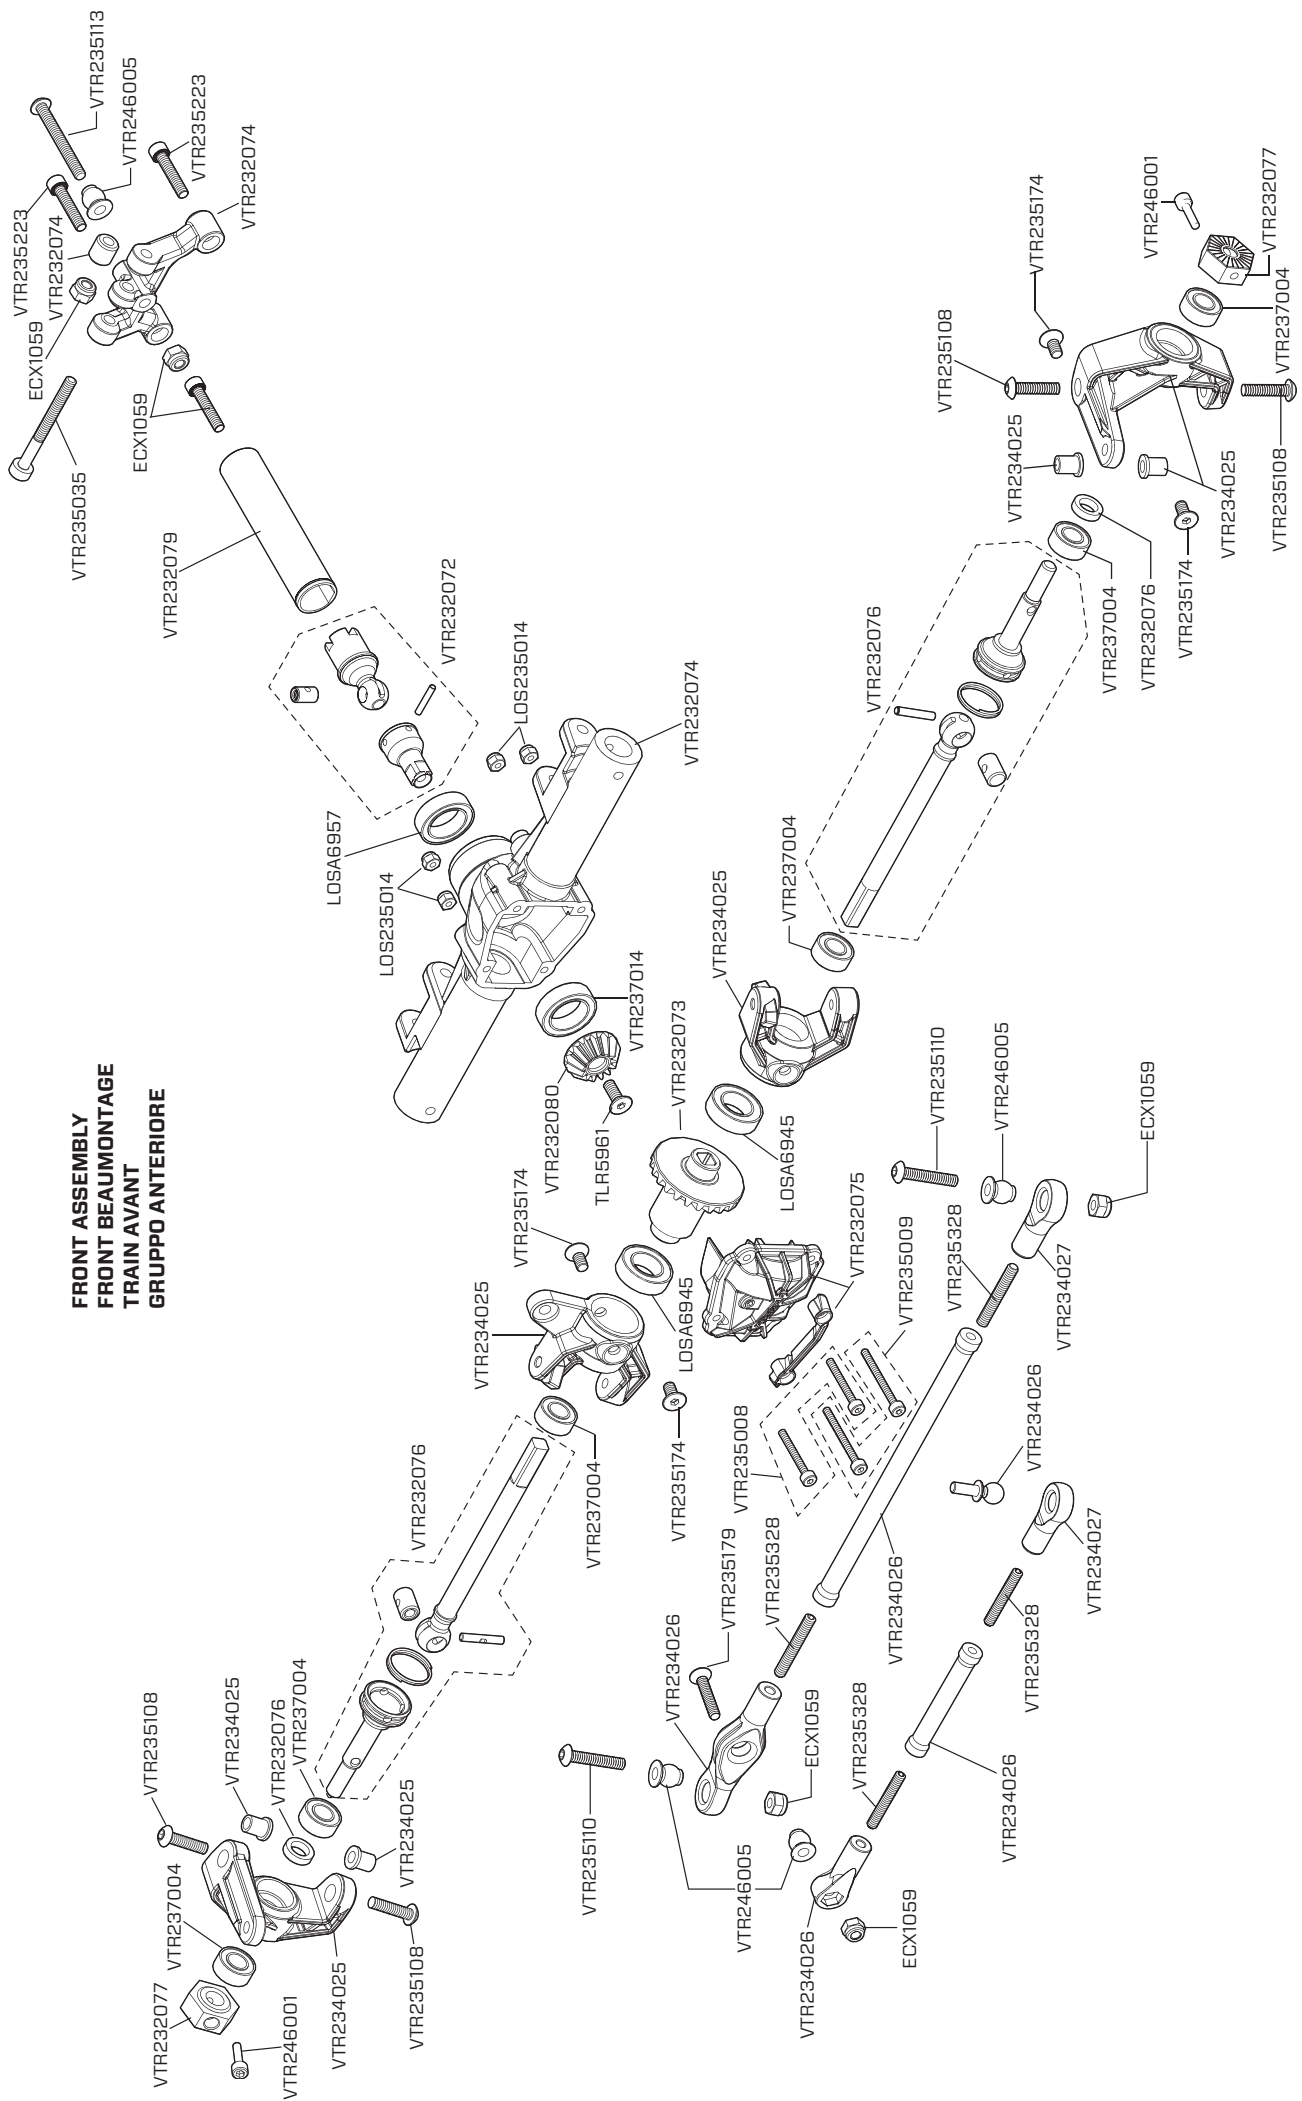 FRONT ASSEMBLY
FRONT BEAUMONTAGE
TRAIN AVANT
GRUPPO ANTERIORE
VTR232077
VTR246001
VTR237004
VTR234025
VTR235108
VTR235108
VTR234025
VTR232076
VTR237004
VTR234025
VTR232076
VTR237004
VTR234025
VTR235174
VTR235174
LOSA6945
VTR232080
TLR5961
VTR237014
VTR232073
LOSA6945
VTR232075
VTR235009
VTR235008
LOS235014
LOSA6957
LOS235014
VTR232074
VTR232072
VTR232079
VTR235035
ECX1059
ECX1059
VTR235223
VTR232074
VTR235113
VTR246005
VTR235223
VTR232074
VTR234025
VTR237004
VTR232076
VTR237004
VTR232076
VTR235174
VTR234025
VTR234025
VTR235108
VTR235108
VTR235174
VTR237004
VTR232077
VTR246001
VTR235110
VTR246005
VTR234026
VTR235179
VTR235328
ECX1059
VTR234026
ECX1059
VTR235328
VTR234026
VTR234026
VTR235328
VTR234027
VTR234026
VTR235328
VTR234027
VTR235110
VTR246005
ECX1059